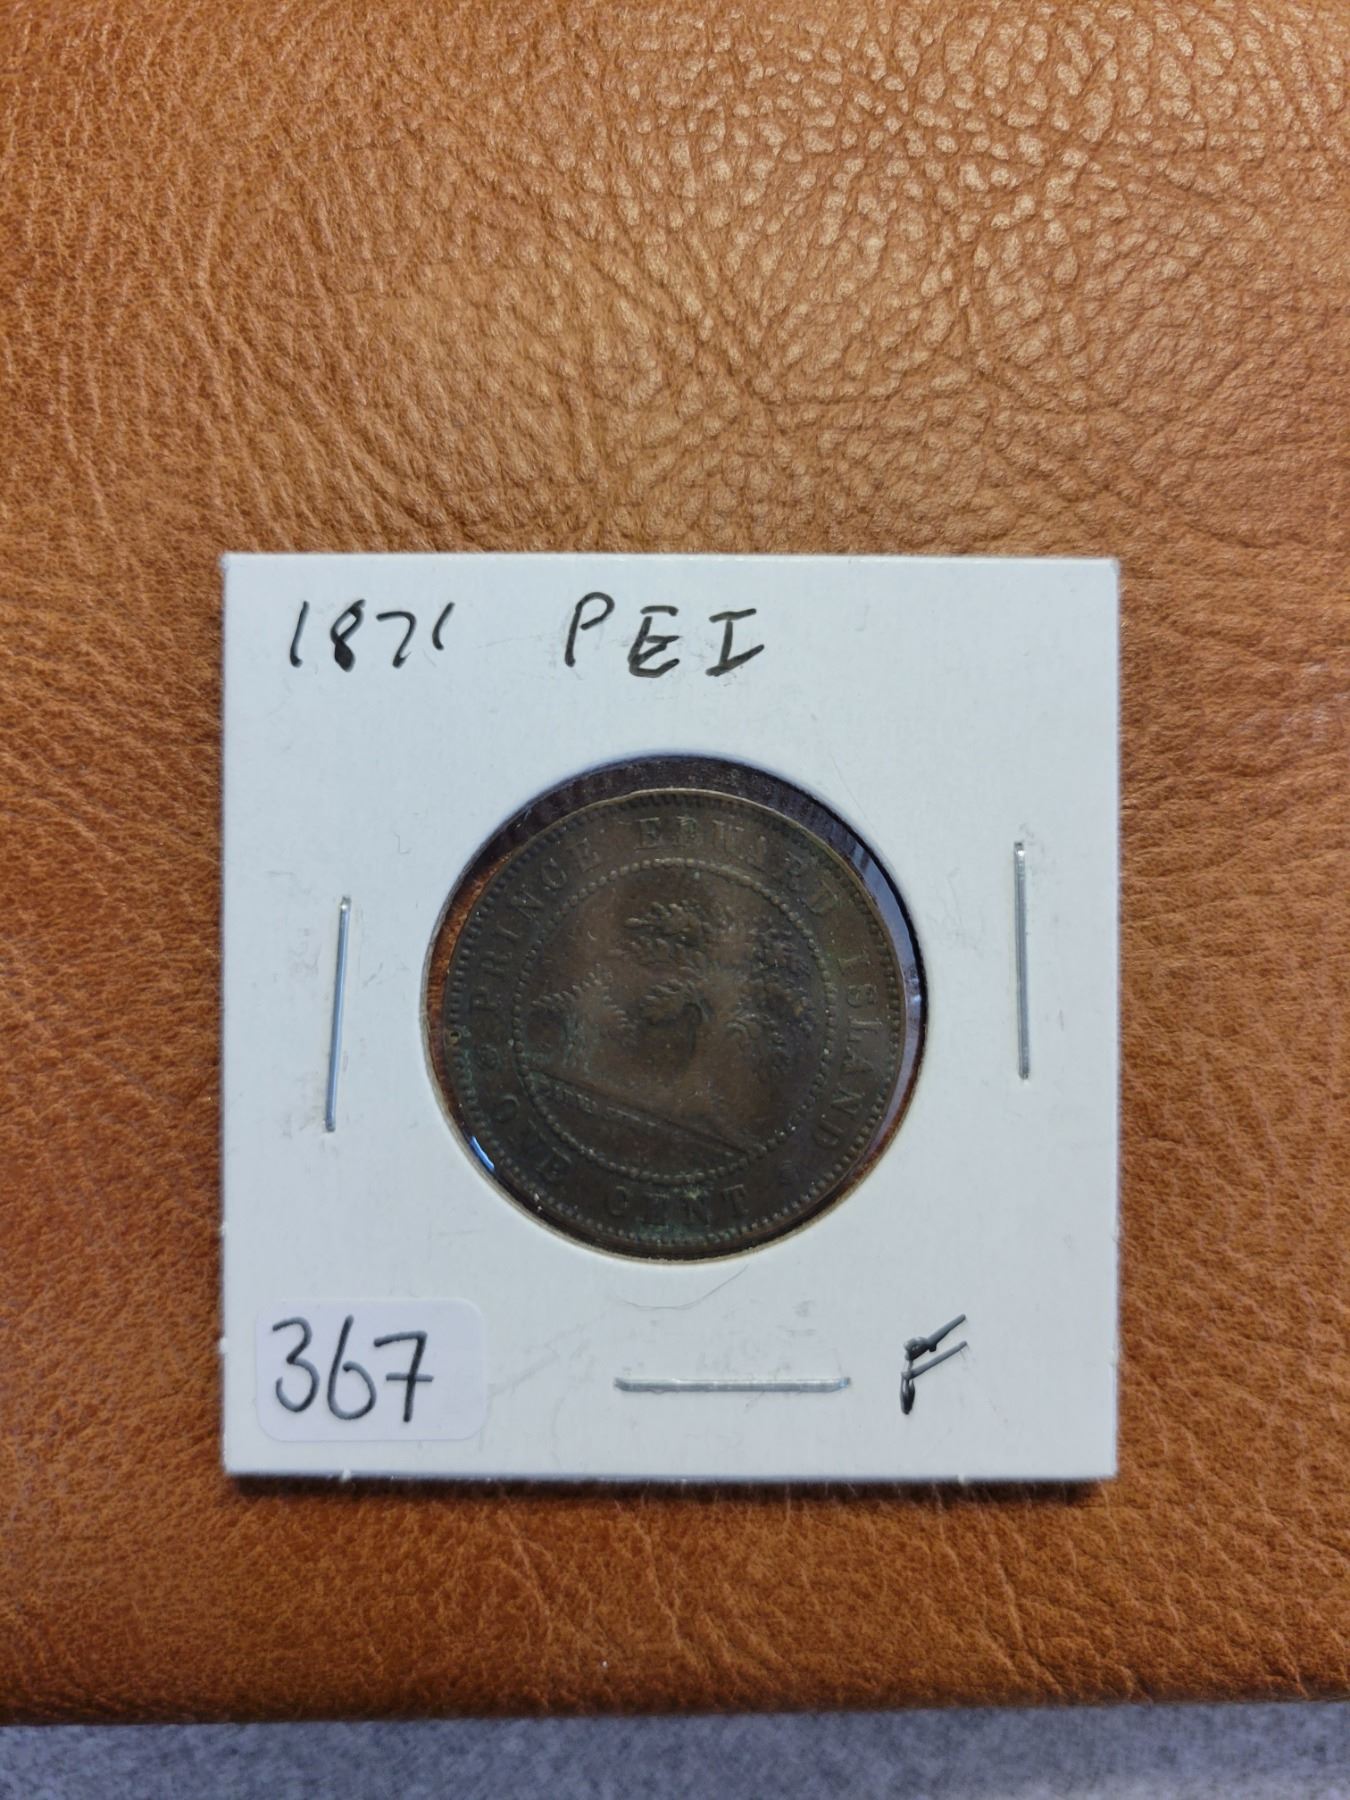 1871 PEI
PRINCE EDWARD ISLAND
ONE CENT
367
F